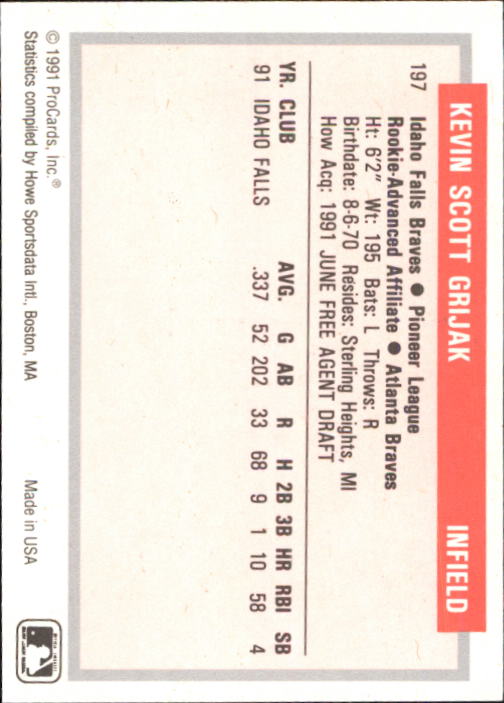 KEVIN SCOTT GRIJAK INFIELD
197 Idaho Falls Braves ● Pioneer League
Rookie-Advanced Affiliate ● Atlanta Braves
Ht: 6'2" Wt: 195 Bats: L Throws: R
Birthdate: 8-6-70 Resides: Sterling Heights, MI
How Acq: 1991 JUNE FREE AGENT DRAFT
YR. CLUB AVG. G AB R H 2B 3B HR RBI SB
91 IDAHO FALLS .337 52 202 33 68 9 1 10 58 4
© 1991 ProCards, Inc.®
Statistics compiled by Howe Sportsdata Intl., Boston, MA Made in USA